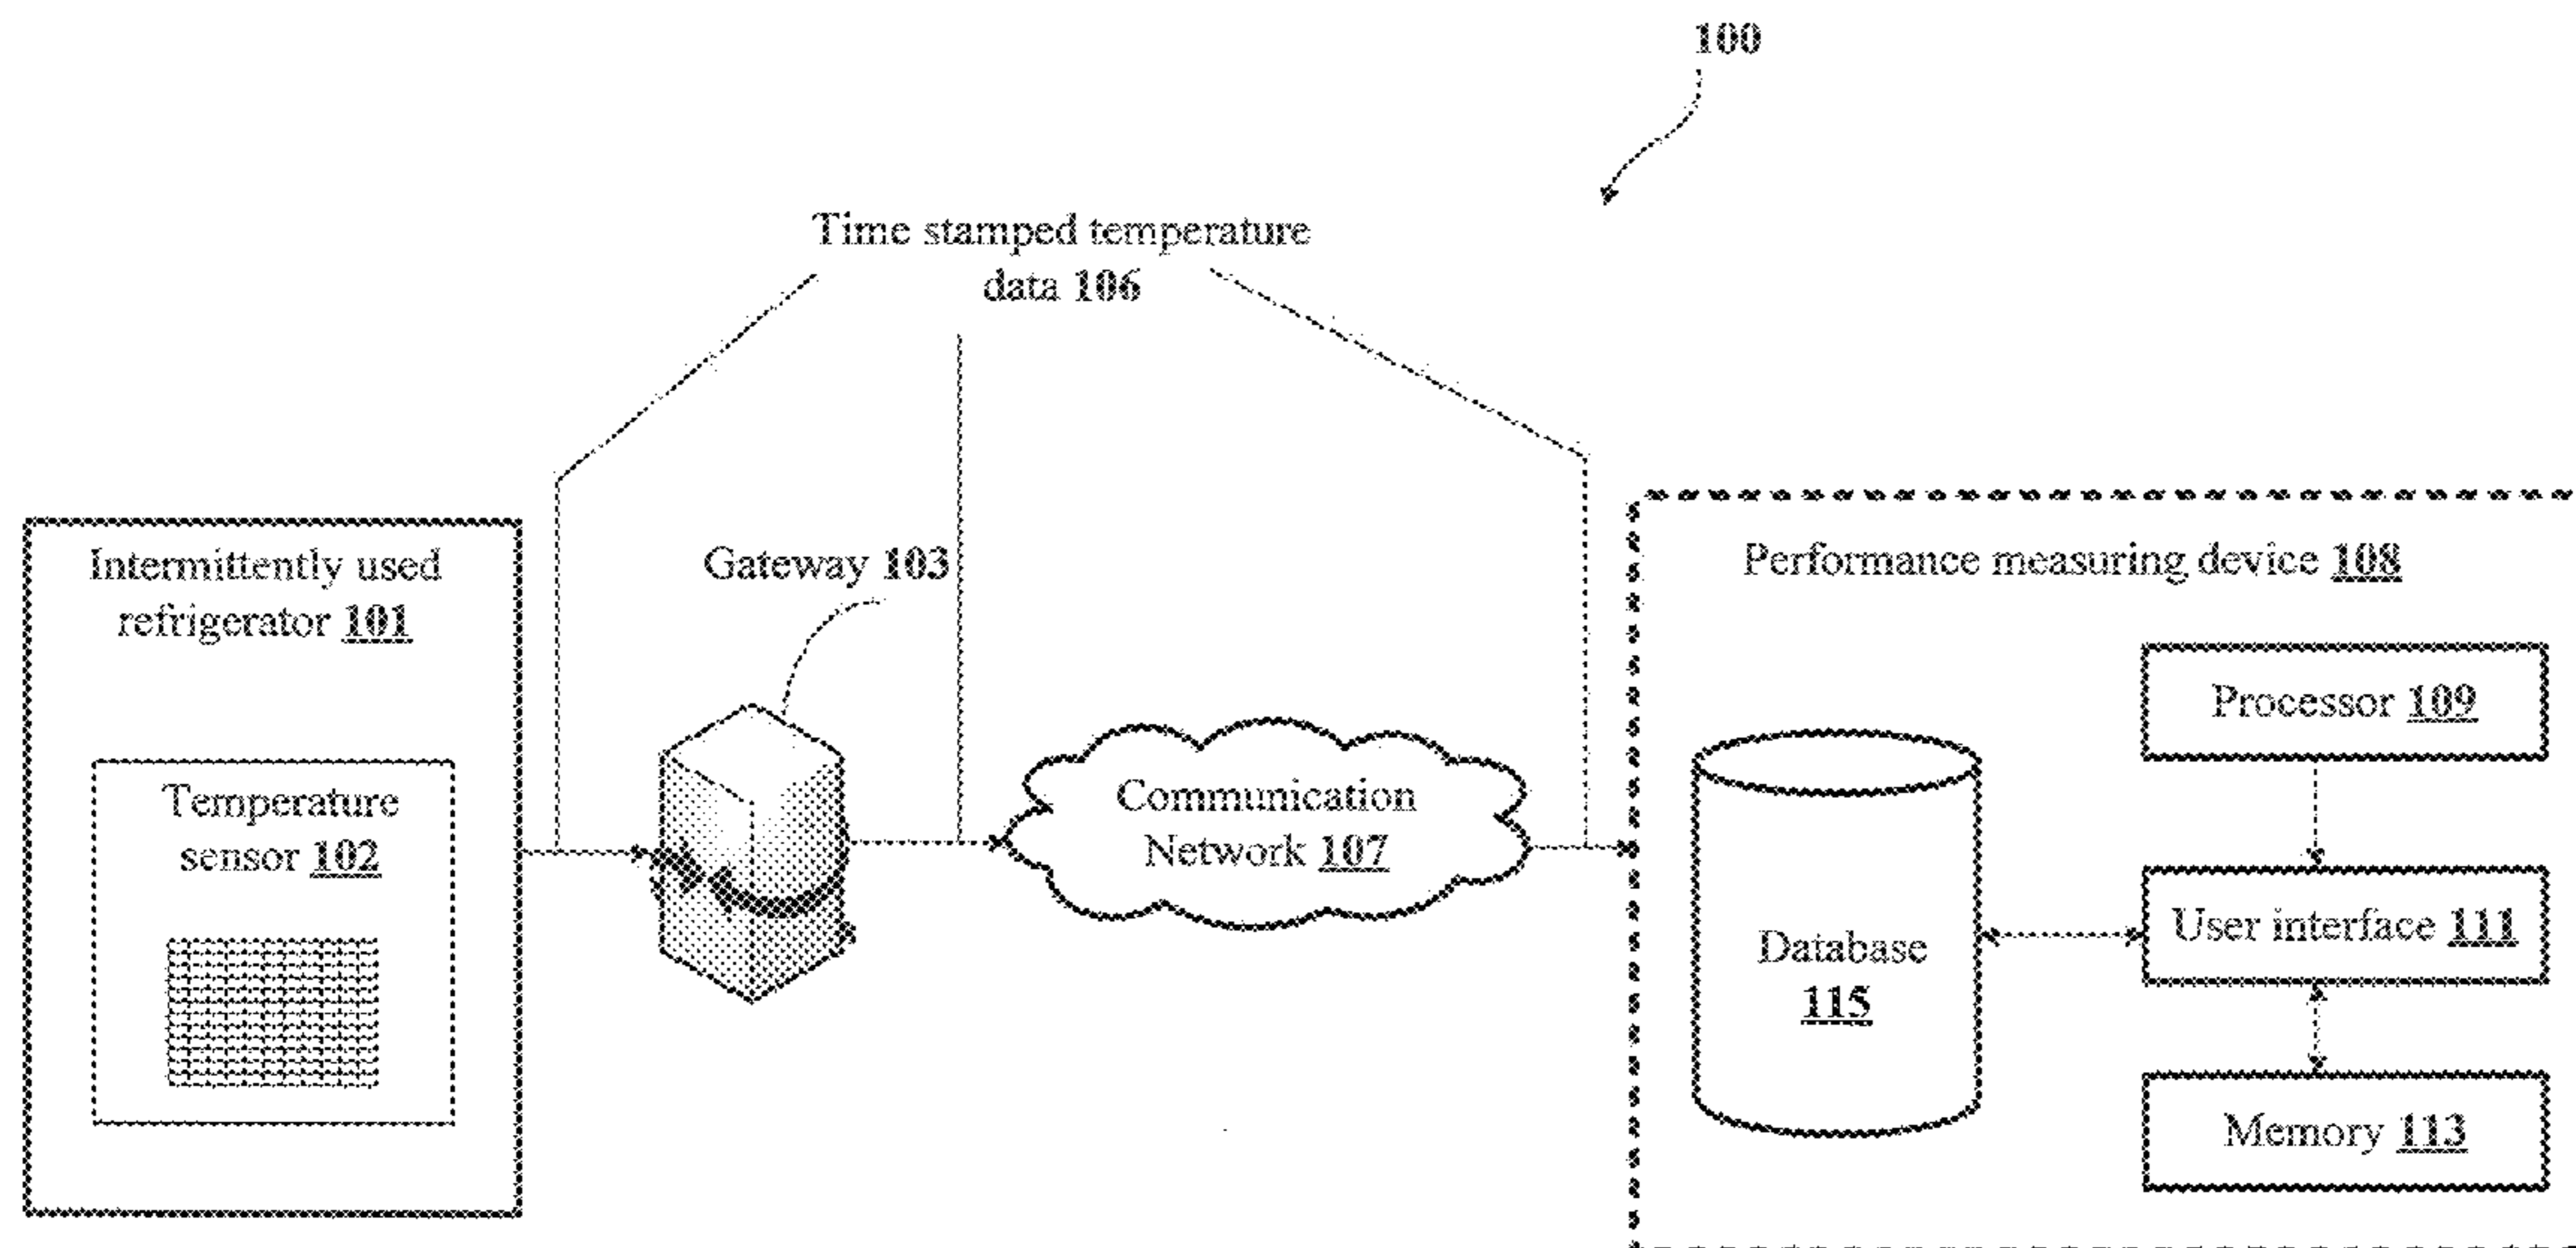 100
Time stamped temperature
data 106
Intermittently used
refrigerator 101
Temperature
sensor 102
Gateway 103
Communication
Network 107
Performance measuring device 108
Processor 109
Database
115
User interface 111
Memory 113